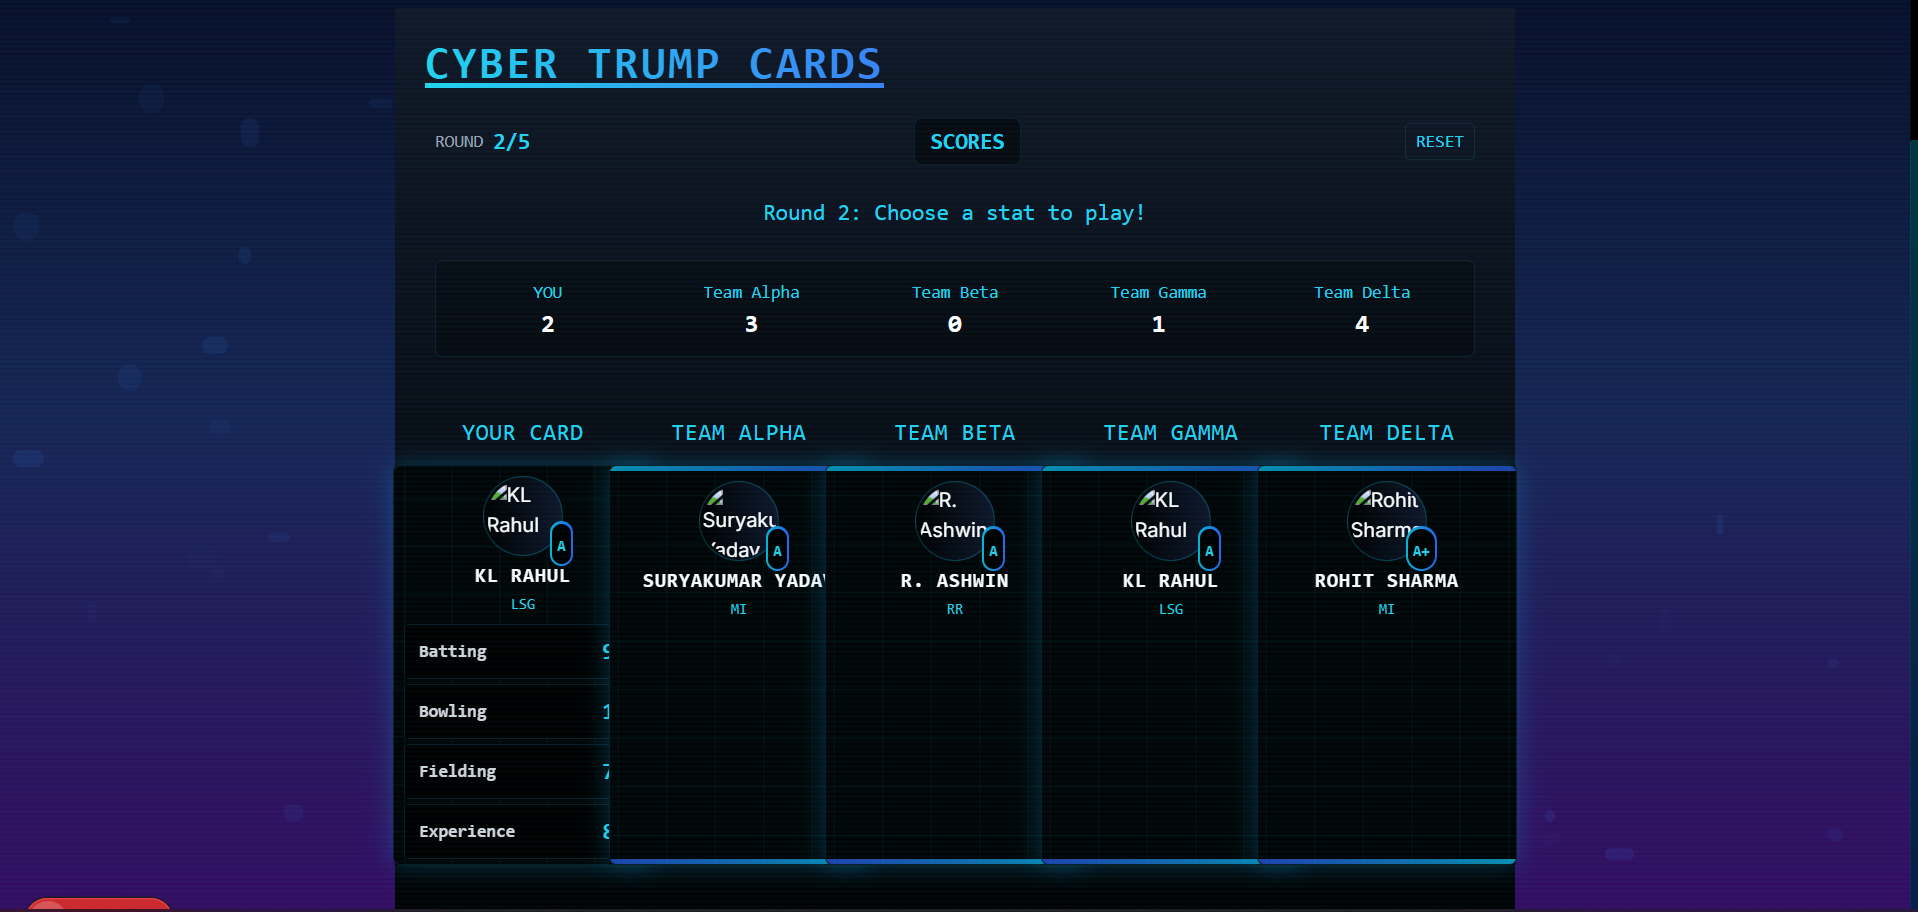 CYBER TRUMP CARDS
ROUND 2/5
SCORES
RESET
Round 2: Choose a stat to play!
YOU
2
Team Alpha
3
Team Beta
0
Team Gamma
1
Team Delta
4
YOUR CARD
TEAM ALPHA
TEAM BETA
TEAM GAMMA
TEAM DELTA
KL
Rahul
A
KL RAHUL
LSG
Batting
Bowling
Fielding
Experience
A
SURYAKUMAR
MI
R.
Ashwin
A
R. ASHWIN
RR
KL
Rahul
A
KL RAHUL
LSG
Rohit
A+
ROHIT SHARMA
MI